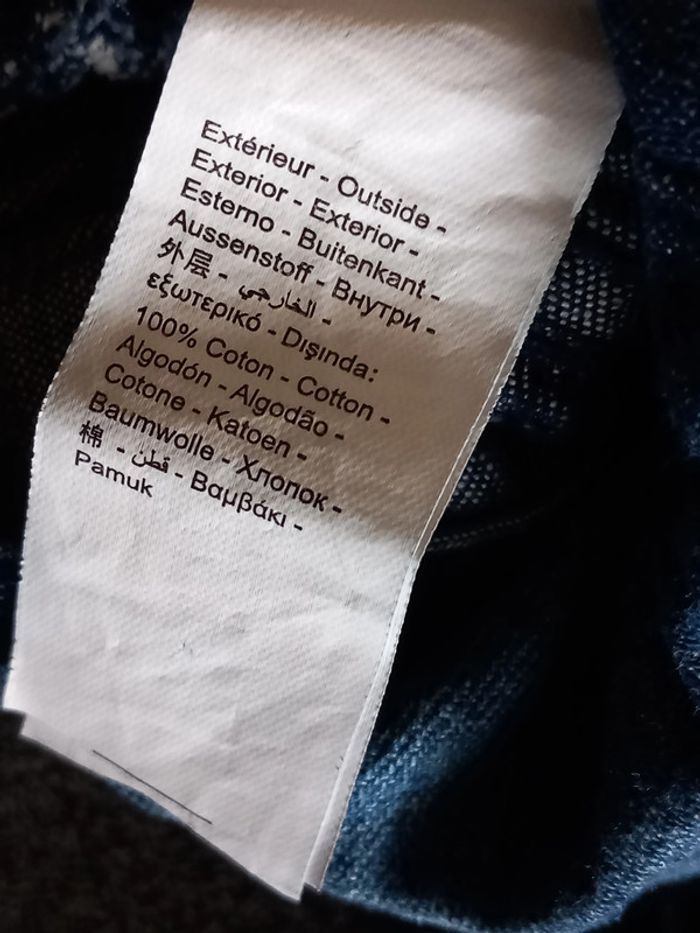 Extérieur - Outside -
Exterior - Exterior -
Esterno - Buitenkant -
Aussenstoff - Внутри -
外层 - الخارجي -
εξωτερικό - Dışında:
100% Coton - Cotton -
Algodón - Algodão -
Cotone - Katoen -
Baumwolle - Хлопок -
棉 - قطن - Βαμβάκι -
Pamuk